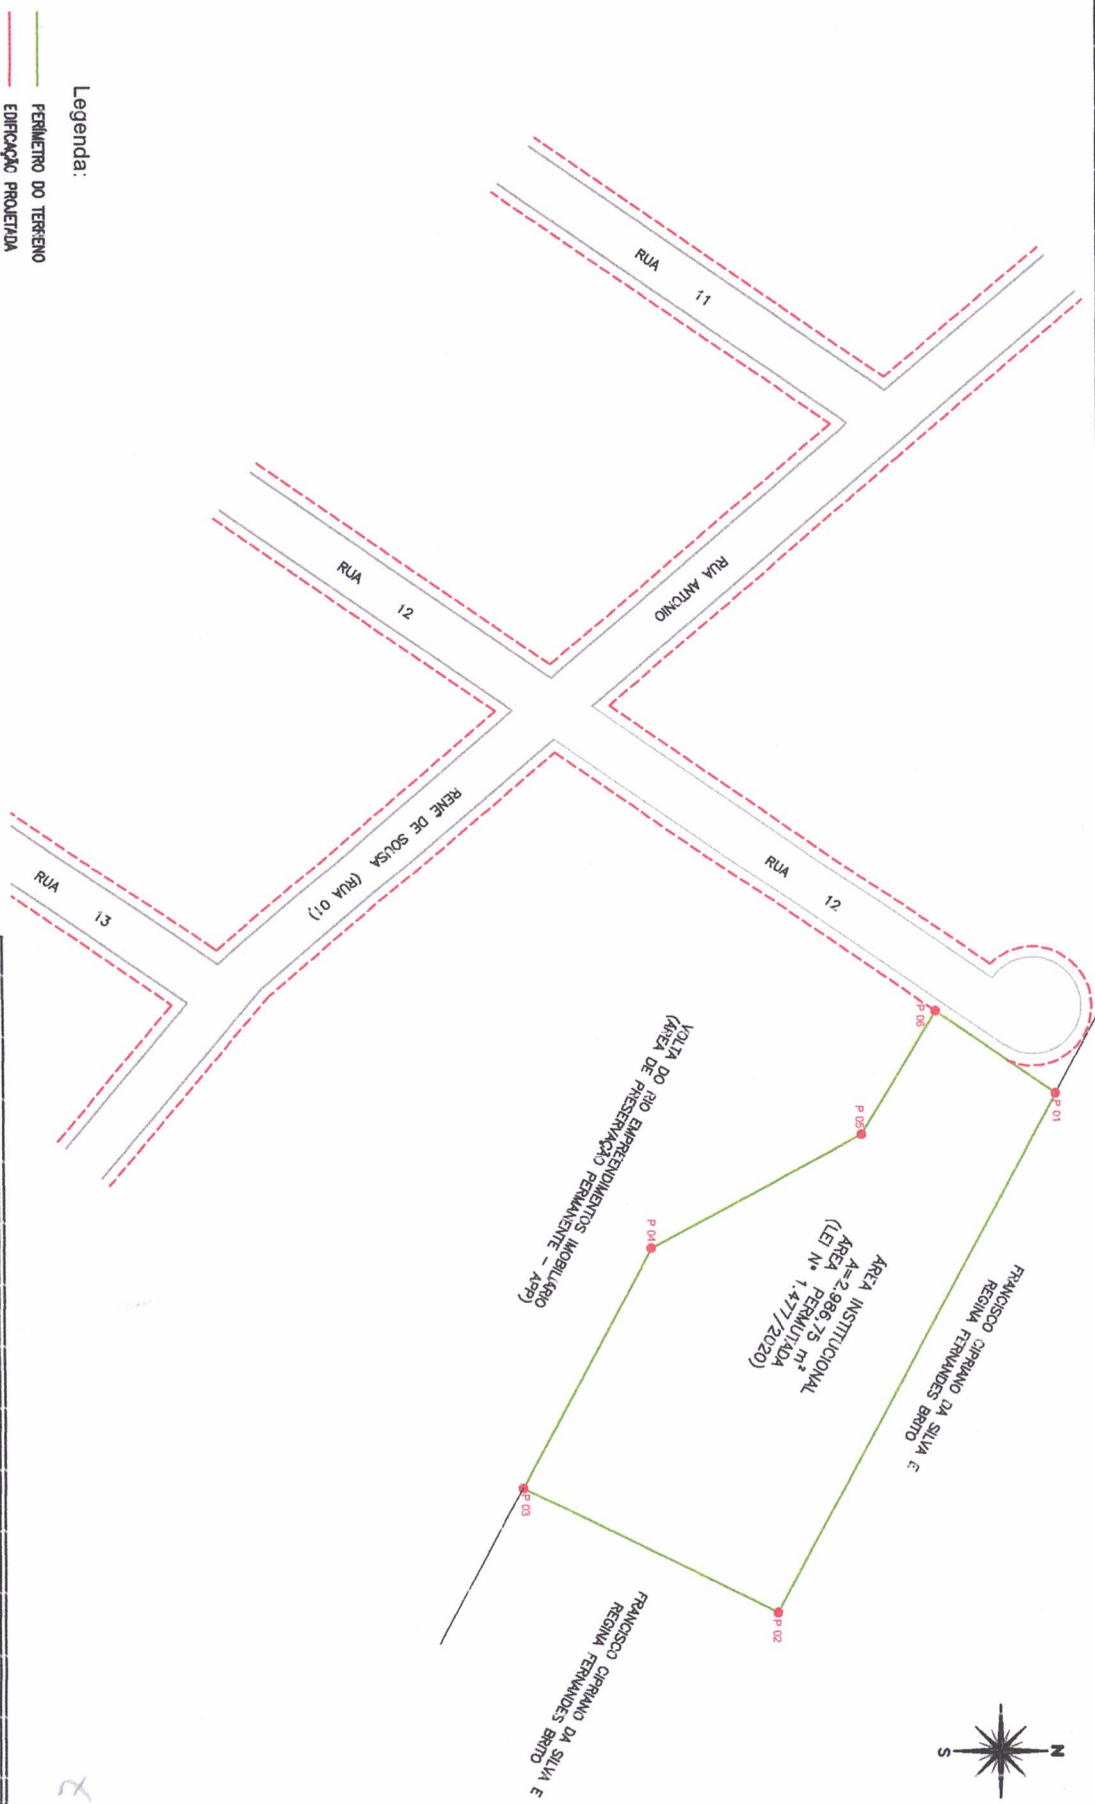 Legenda:
PERÍMETRO DO TERRENO
EDIFICAÇÃO PROJETADA
RUA 11
RUA ANTONIO
RUA 12
RENÊ DE SOUSA (RUA 01)
RUA 13
RUA 12
P 06
P 01
P 05
P 04
P 03
P 02
VOLTA DO RIO EMPREENDIMENTOS IMOBILIÁRIO
(ÁREA DE PRESERVAÇÃO PERMANENTE - APP)
ÁREA INSTITUCIONAL
A=2.986,75 m²
ÁREA PERMUTADA
(LEI Nº 1.477/2020)
FRANCISCO CIPRIANO DA SILVA E
REGINA FERNANDES BRITO
FRANCISCO CIPRIANO DA SILVA E
REGINA FERNANDES BRITO
N
S